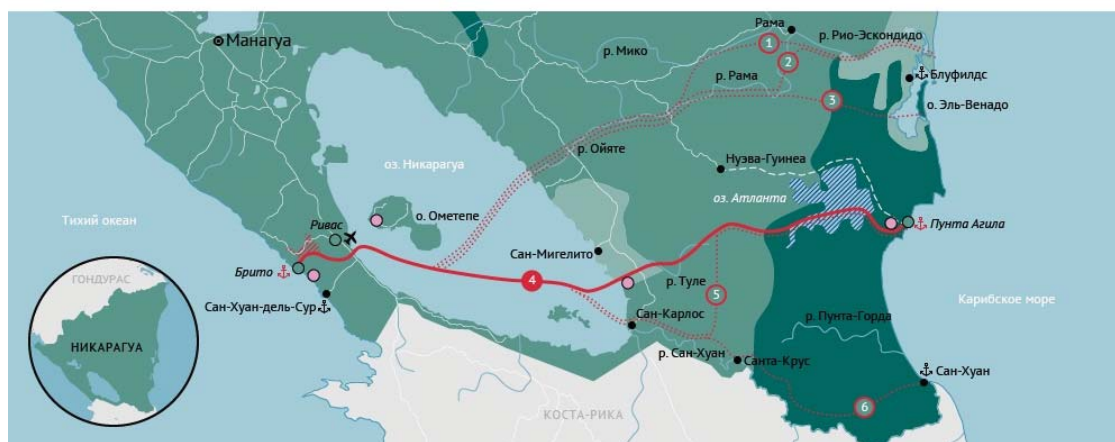 Манагуа
Рама
р. Рио-Эскондидо
р. Мико
1
2
р. Рама
Блуфилдс
3
о. Эль-Венадо
р. Ойяте
оз. Никарагуа
Нуэва-Гуинеа
оз. Атланта
Тихий океан
о. Ометепе
Ривас
Пунта Агила
Сан-Мигелито
Брито
4
р. Туле
5
Карибское море
ГОНДУРАС
Сан-Хуан-дель-Сур
Сан-Карлос
р. Пунта-Горда
НИКАРАГУА
р. Сан-Хуан
Санта-Крус
Сан-Хуан
6
КОСТА-РИКА